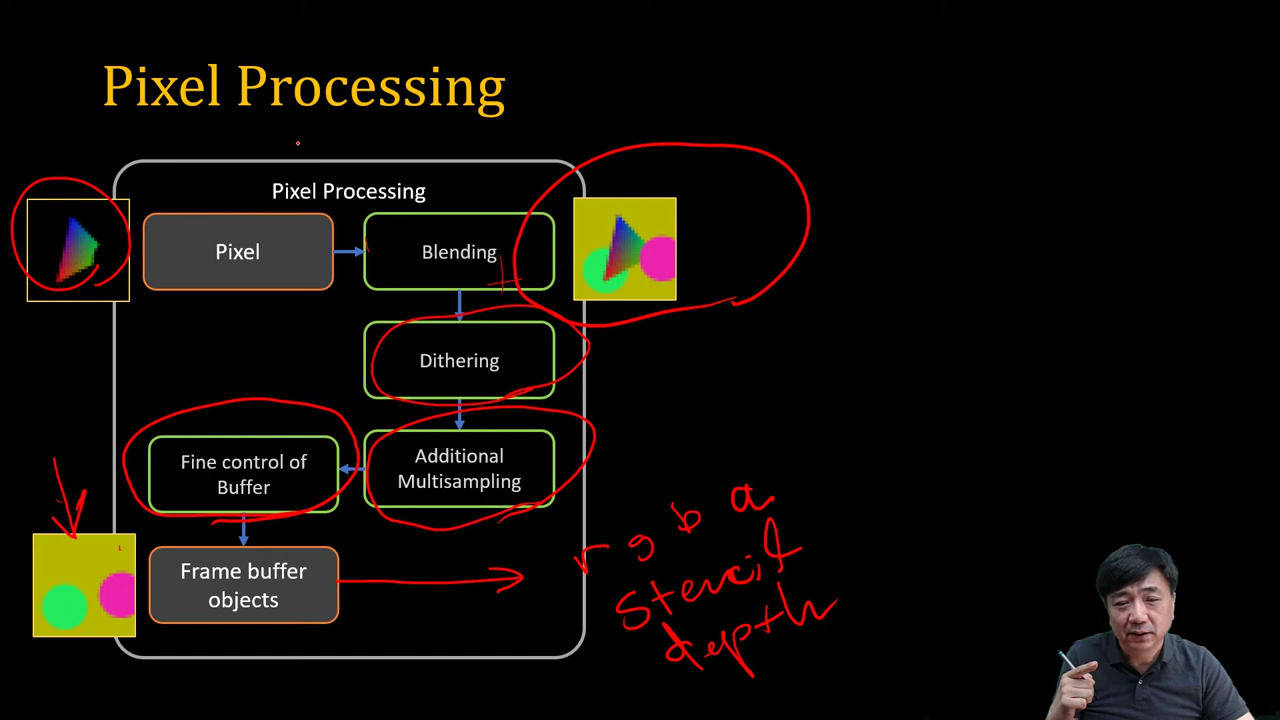 Pixel Processing
Pixel Processing
Pixel
Blending
Dithering
Additional
Multisampling
Fine control of
Buffer
Frame buffer
objects
r g b a
stencil
depth